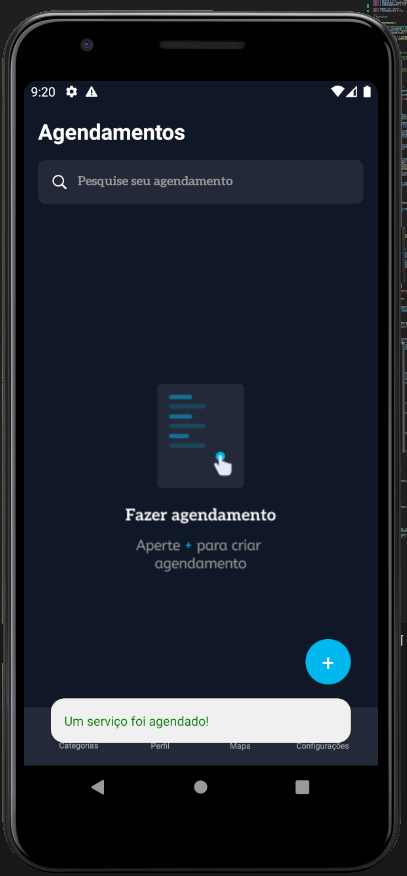 9:20
Agendamentos
Pesquise seu agendamento
Fazer agendamento
Aperte + para criar
agendamento
+
Um serviço foi agendado!
Categorias Perfil Mapa Configurações